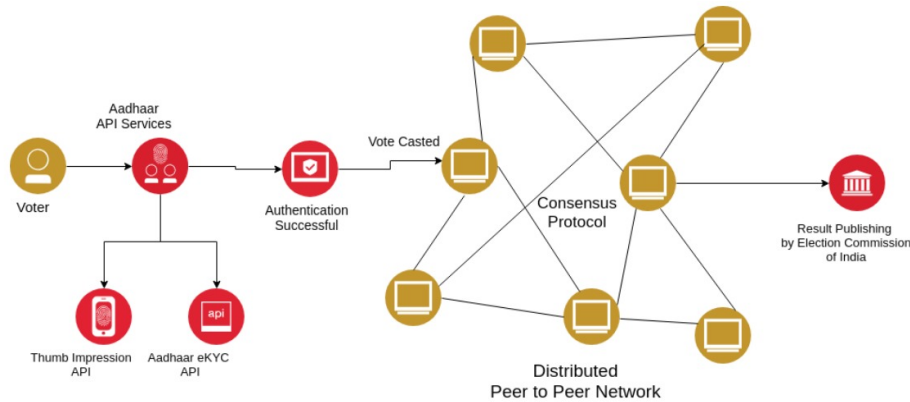 Aadhaar
API Services
Voter
Authentication
Successful
Vote Casted
Consensus
Protocol
Result Publishing
by Election Commission
of India
api
Thumb Impression
API
Aadhaar eKYC
API
Distributed
Peer to Peer Network